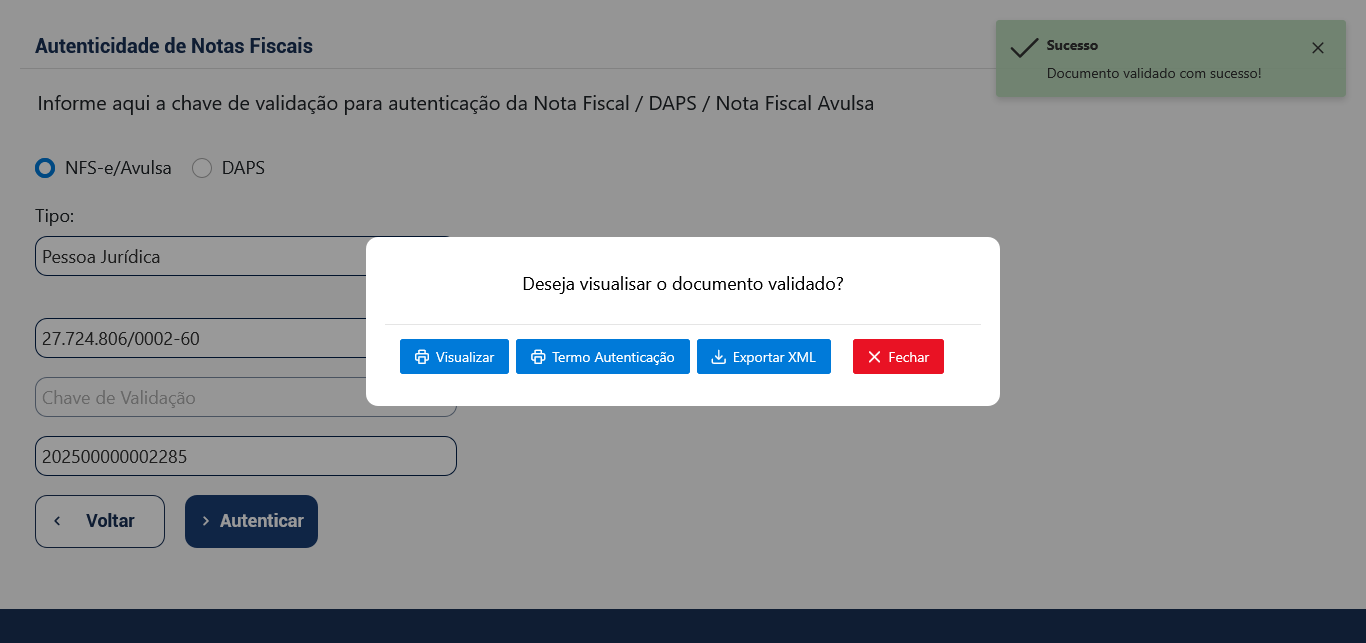 Autenticidade de Notas Fiscais
Sucesso
Documento validado com sucesso!
Informe aqui a chave de validação para autenticação da Nota Fiscal / DAPS / Nota Fiscal Avulsa
NFS-e/Avulsa DAPS
Tipo:
Pessoa Jurídica
Deseja visualisar o documento validado?
27.724.806/0002-60
Visualizar Termo Autenticação Exportar XML Fechar
Chave de Validação
202500000002285
Voltar Autenticar